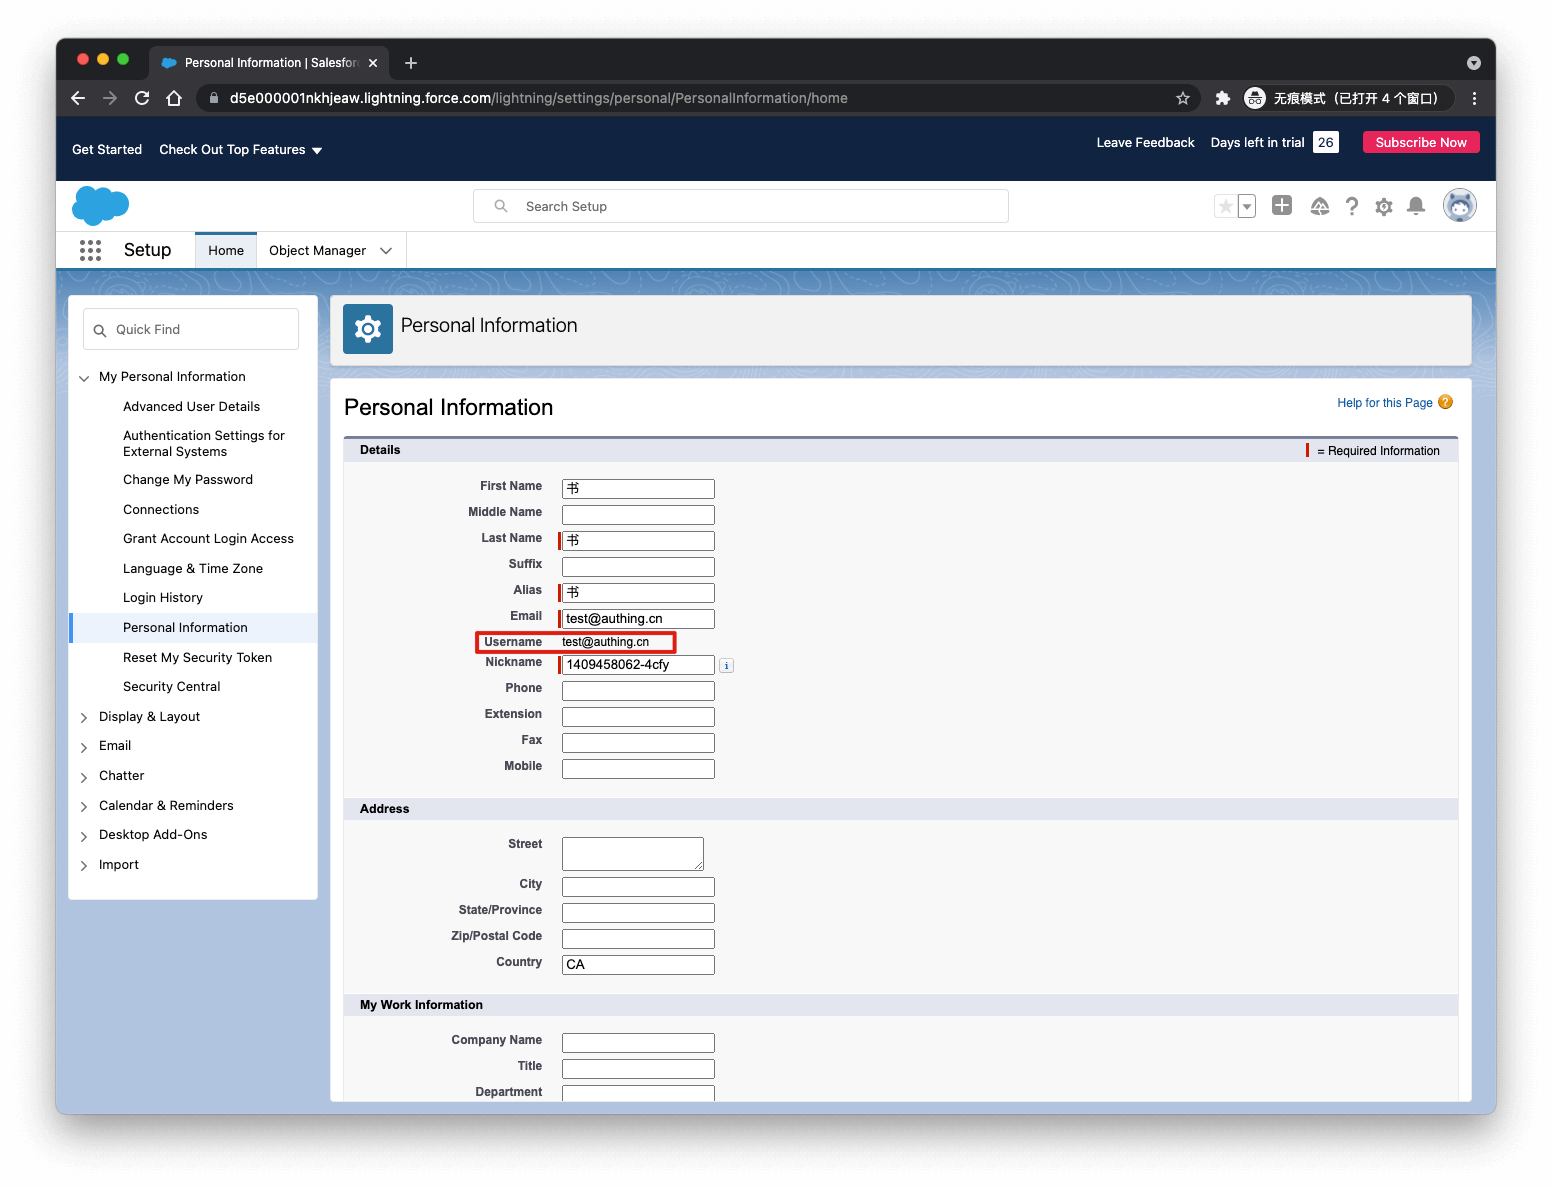 Personal Information | Salesfor
d5e000001nkhjeaw.lightning.force.com/lightning/settings/personal/PersonalInformation/home
无痕模式（已打开 4 个窗口）
Get Started
Check Out Top Features
Leave Feedback
Days left in trial 26
Subscribe Now
Search Setup
Setup
Home
Object Manager
Quick Find
My Personal Information
Advanced User Details
Authentication Settings for
External Systems
Change My Password
Connections
Grant Account Login Access
Language & Time Zone
Login History
Personal Information
Reset My Security Token
Security Central
Display & Layout
Email
Chatter
Calendar & Reminders
Desktop Add-Ons
Import
Personal Information
Personal Information
Help for this Page ?
Details
= Required Information
First Name 书
Middle Name
Last Name 书
Suffix
Alias 书
Email test@authing.cn
Username test@authing.cn
Nickname 1409458062-4cfy i
Phone
Extension
Fax
Mobile
Address
Street
City
State/Province
Zip/Postal Code
Country CA
My Work Information
Company Name
Title
Department